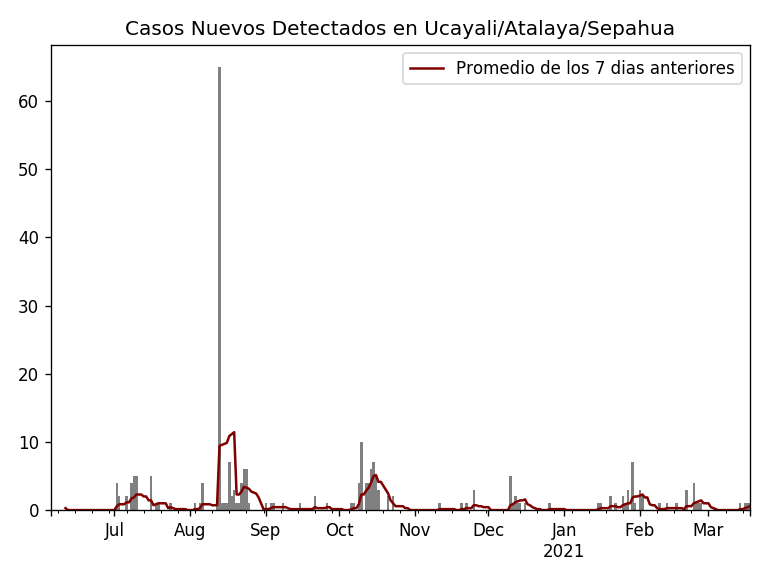 Casos Nuevos Detectados en Ucayali/Atalaya/Sepahua
Promedio de los 7 dias anteriores
60
50
40
30
20
10
0
Jul Aug Sep Oct Nov Dec Jan Feb Mar
2021